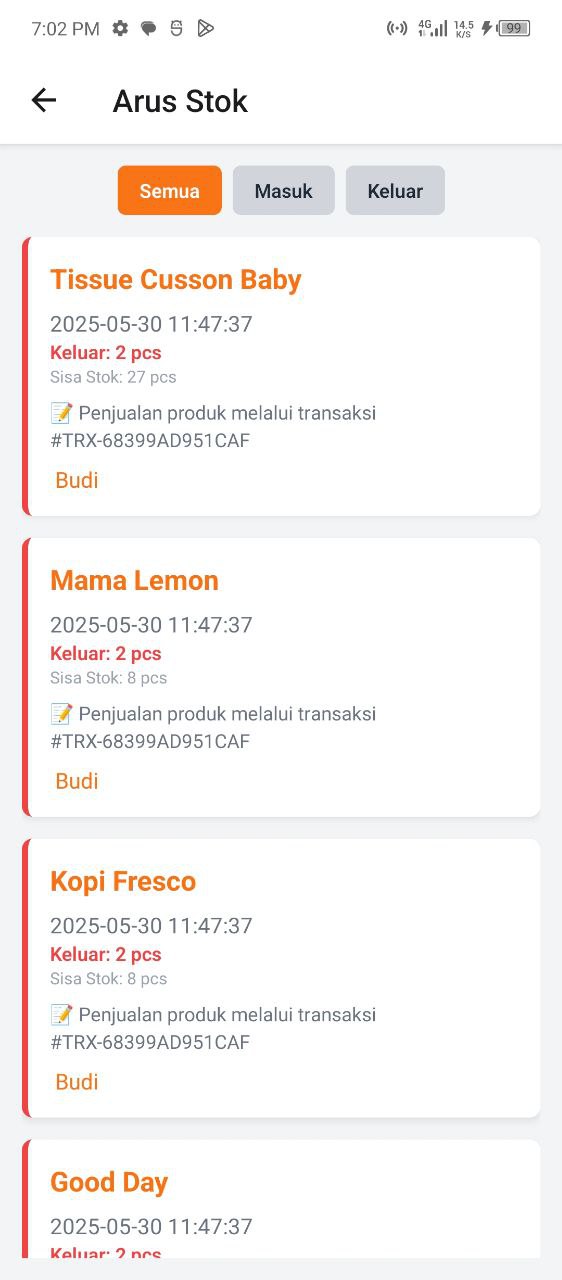 7:02 PM 4G 14.5 K/S 99
Arus Stok
Semua Masuk Keluar
Tissue Cusson Baby
2025-05-30 11:47:37
Keluar: 2 pcs
Sisa Stok: 27 pcs
📝 Penjualan produk melalui transaksi
#TRX-68399AD951CAF
Budi
Mama Lemon
2025-05-30 11:47:37
Keluar: 2 pcs
Sisa Stok: 8 pcs
📝 Penjualan produk melalui transaksi
#TRX-68399AD951CAF
Budi
Kopi Fresco
2025-05-30 11:47:37
Keluar: 2 pcs
Sisa Stok: 8 pcs
📝 Penjualan produk melalui transaksi
#TRX-68399AD951CAF
Budi
Good Day
2025-05-30 11:47:37
Keluar: 2 pcs